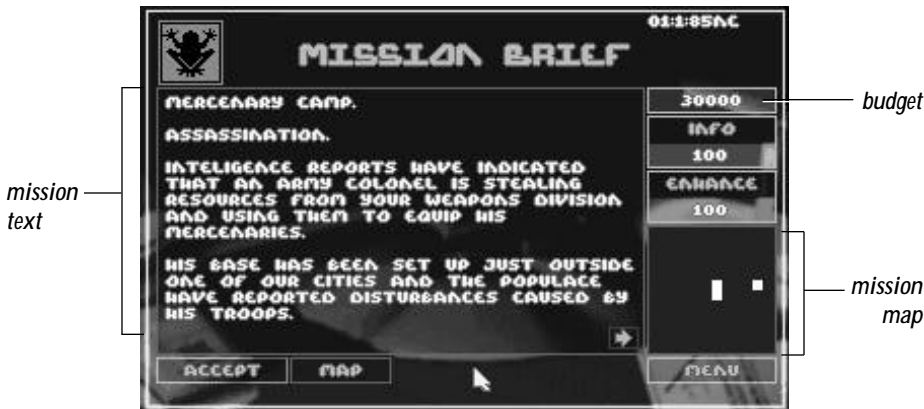 01:1:85NC
MISSION BRIEF
MERCENARY CAMP.
ASSASSINATION.
INTELIGENCE REPORTS HAVE INDICATED
THAT AN ARMY COLONEL IS STEALING
RESOURCES FROM YOUR WEAPONS DIVISION
AND USING THEM TO EQUIP HIS
MERCENARIES.
HIS BASE HAS BEEN SET UP JUST OUTSIDE
ONE OF OUR CITIES AND THE POPULACE
HAVE REPORTED DISTURBANCES CAUSED BY
HIS TROOPS.
30000
INFO
100
ENHANCE
100
ACCEPT
MAP
MENU
mission
text
budget
mission
map